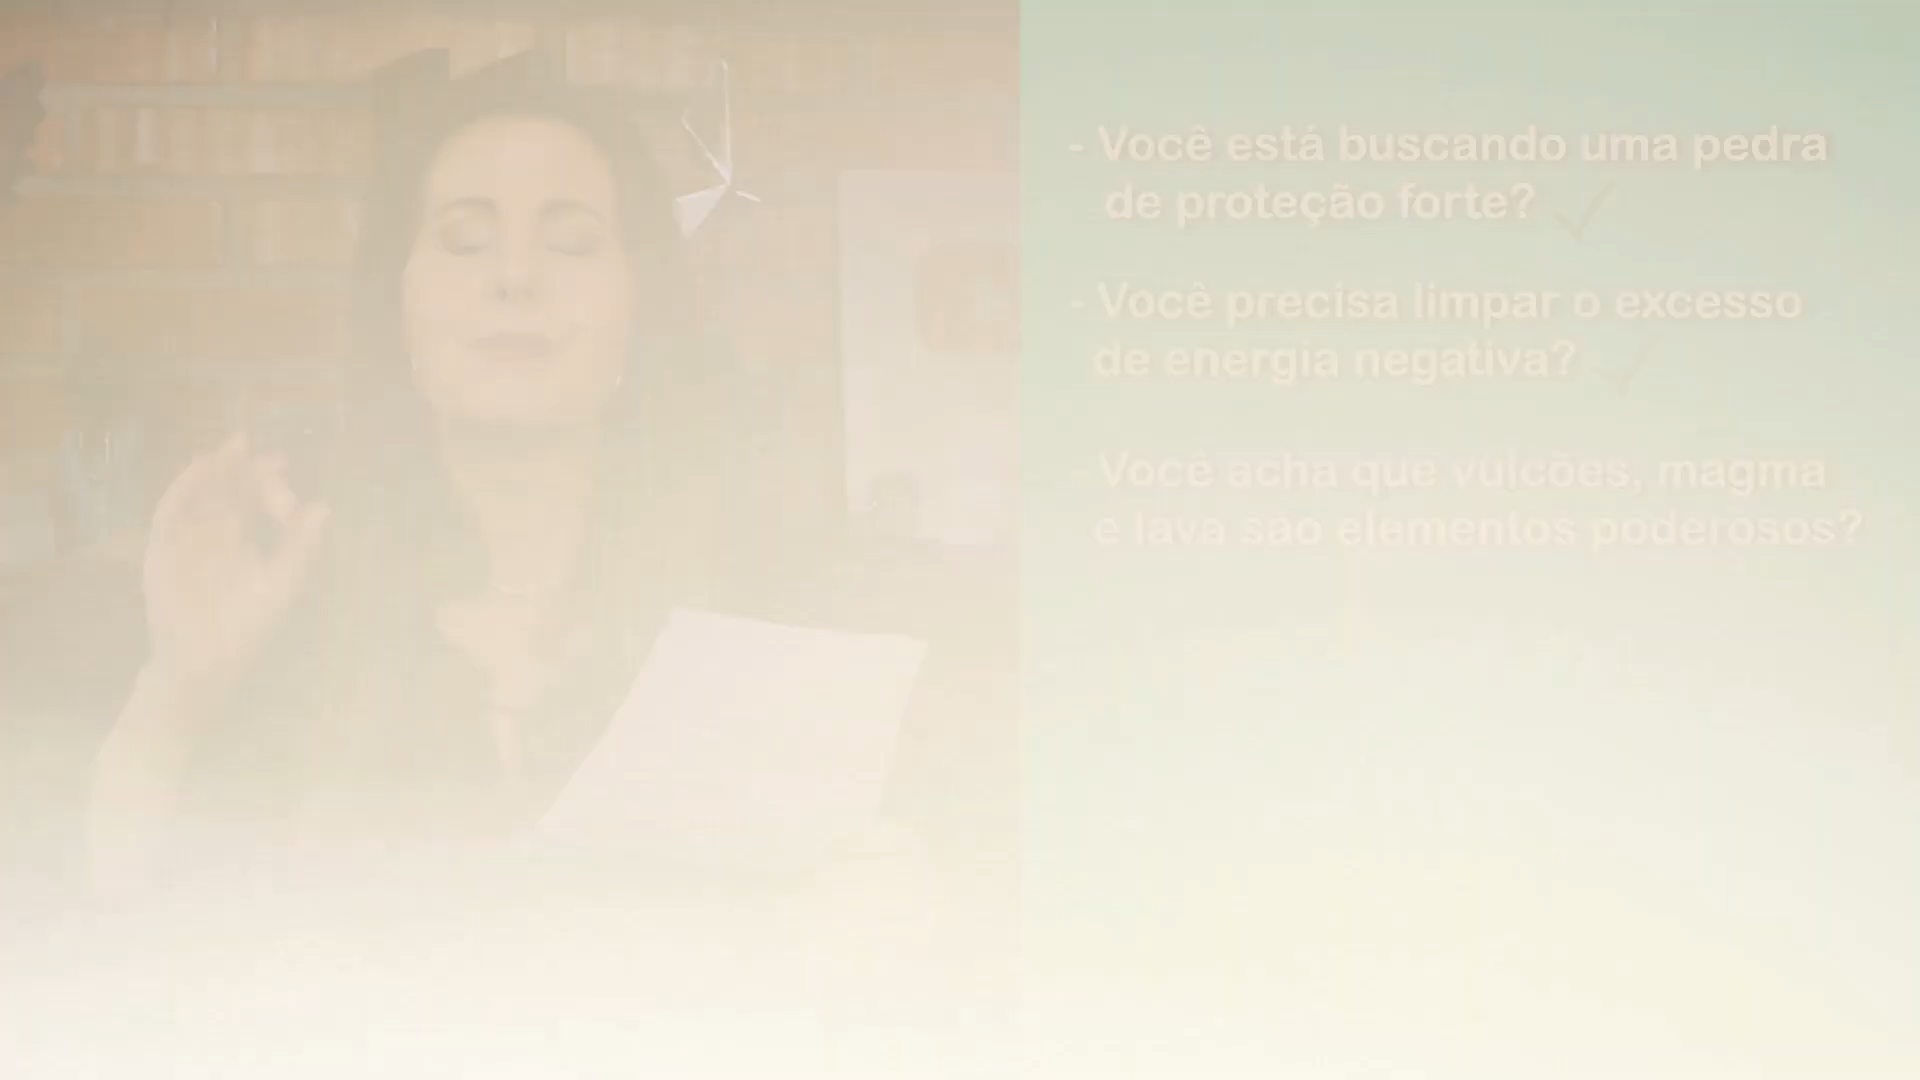 - Você está buscando uma pedra
de proteção forte?
- Você precisa limpar o excesso
de energia negativa?
- Você acha que vulcões, magma
e lava são elementos poderosos?